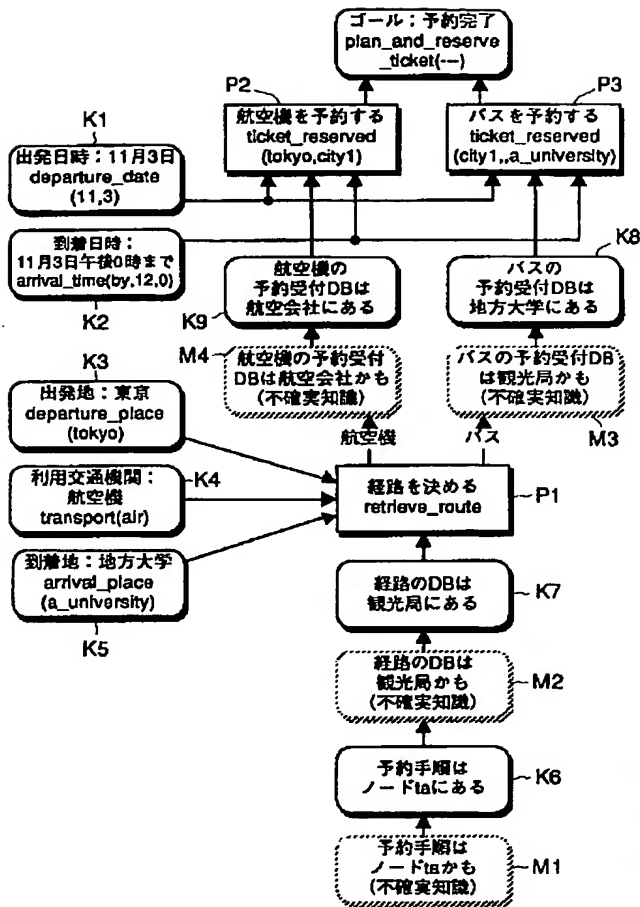 ゴール:予約完了
plan_and_reserve
_ticket(---)
P2
P3
航空機を予約する
ticket_reserved
(tokyo,city1)
バスを予約する
ticket_reserved
(city1,,a_university)
K1
出発日時:11月3日
departure_date
(11,3)
到着日時:
11月3日午後0時まで
arrival_time(by,12,0)
K2
航空機の
予約受付DBは
航空会社にある
K9
バスの
予約受付DBは
地方大学にある
K8
M4
航空機の予約受付
DBは航空会社かも
(不確実知識)
バスの予約受付DB
は観光局かも
(不確実知識)
M3
航空機
バス
K3
出発地:東京
departure_place
(tokyo)
利用交通機関:
航空機
transport(air)
K4
到着地:地方大学
arrival_place
(a_university)
K5
経路を決める
retrieve_route
P1
経路のDBは
観光局にある
K7
経路のDBは
観光局かも
(不確実知識)
M2
予約手順は
ノードtaにある
K6
予約手順は
ノードtaかも
(不確実知識)
M1